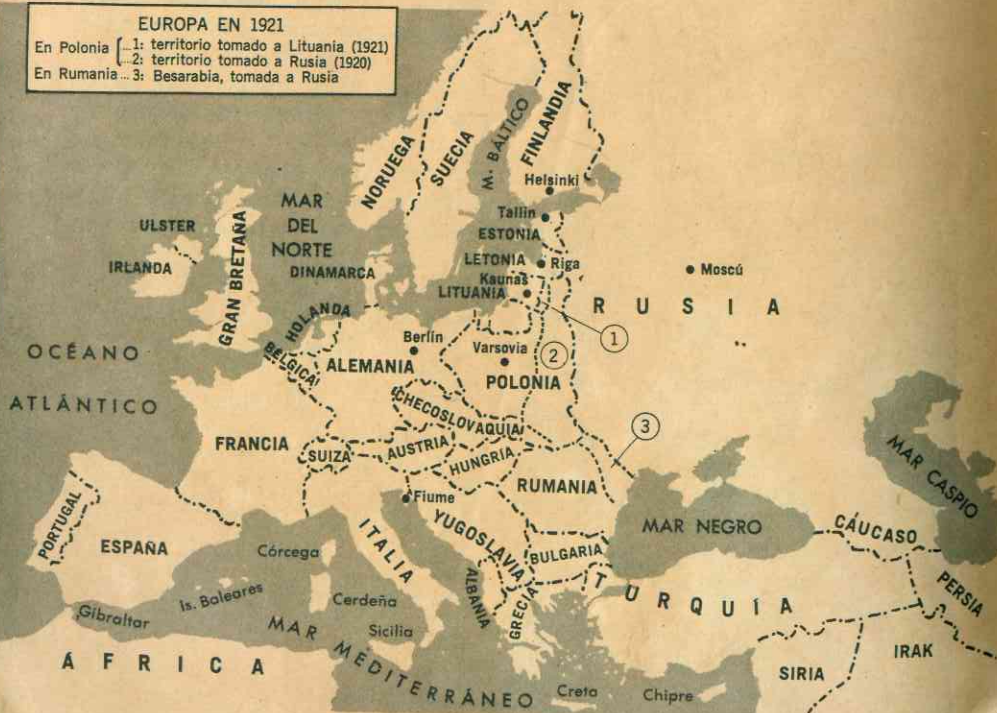 EUROPA EN 1921
En Polonia {...1: territorio tomado a Lituania (1921)
...2: territorio tomado a Rusia (1920)
En Rumania... 3: Besarabia, tomada a Rusia
NORUEGA
SUECIA
M. BÁLTICO
FINLANDIA
Helsinki
MAR
DEL
NORTE
Tallin
ESTONIA
ULSTER
IRLANDA
GRAN BRETAÑA
DINAMARCA
LETONIA
Riga
Moscú
Kaunas
LITUANIA
RUSIA
HOLANDA
1
OCÉANO
ATLÁNTICO
BELGICA
Berlín
ALEMANIA
Varsovia
2
POLONIA
CHECOSLOVAQUIA
3
FRANCIA
SUIZA
AUSTRIA
HUNGRIA
RUMANIA
MAR CASPIO
Fiume
PORTUGAL
ESPAÑA
ITALIA
YUGOSLAVIA
BULGARIA
MAR NEGRO
CÁUCASO
Córcega
Is. Baleares
Cerdeña
ALBANIA
GRECIA
TURQUÍA
PERSIA
Gibraltar
MAR MEDITERRÁNEO
Sicilia
ÁFRICA
Creta
Chipre
SIRIA
IRAK